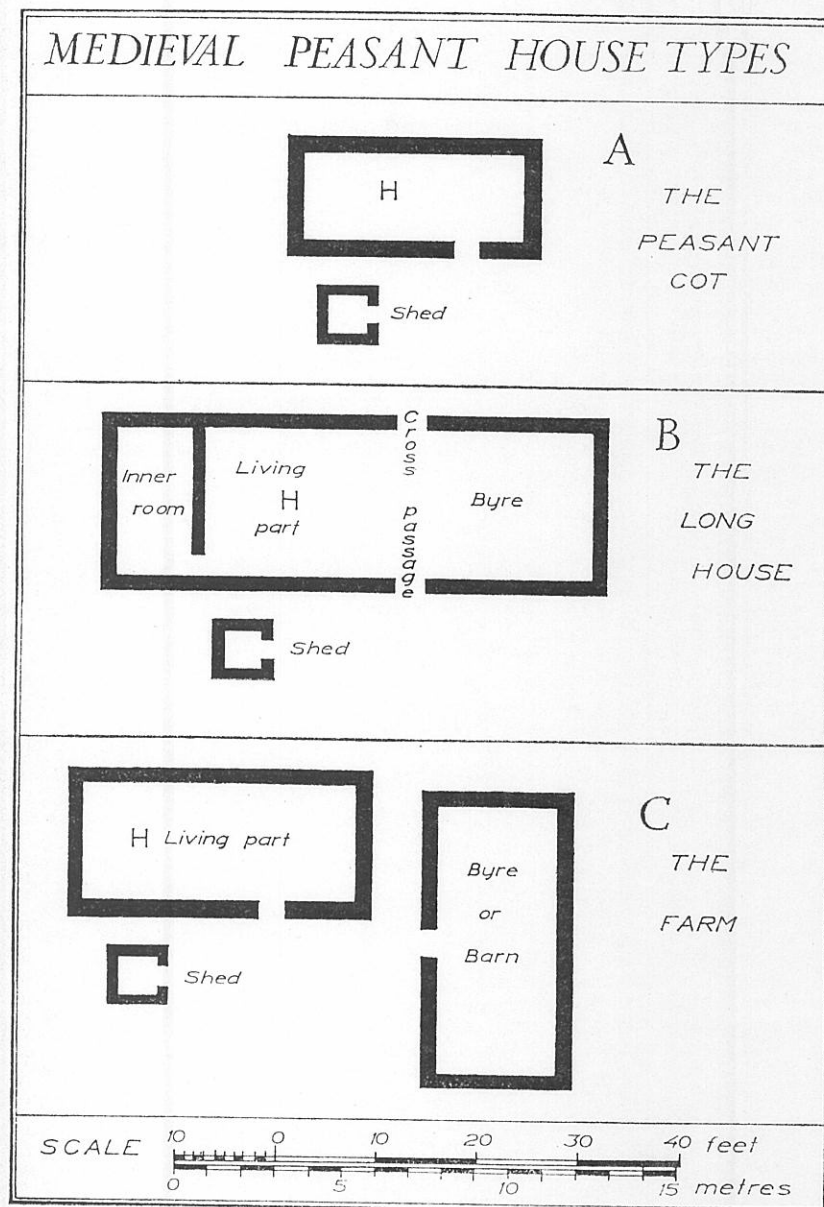 MEDIEVAL PEASANT HOUSE TYPES
A
THE
PEASANT
COT
H
Shed
B
THE
LONG
HOUSE
Inner
room
Living
H
part
Cross passage
Byre
Shed
C
THE
FARM
H Living part
Shed
Byre
or
Barn
SCALE 10 0 10 20 30 40 feet
0 5 10 15 metres